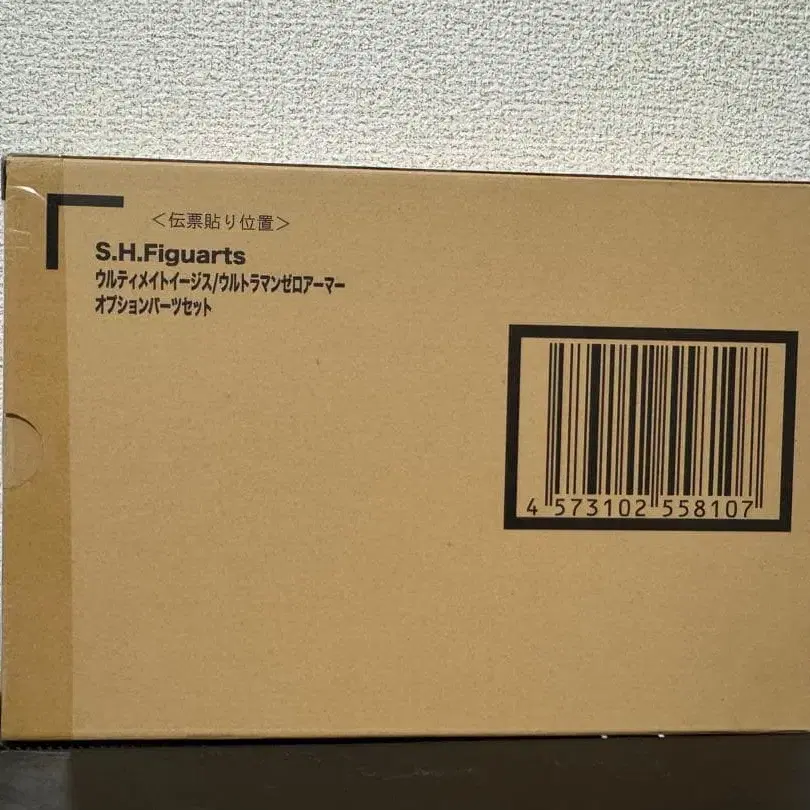 <伝票貼り位置>
S.H.Figuarts
ウルティメイトイージス/ウルトラマンゼロアーマー
オプションパーツセット
4 573102 558107